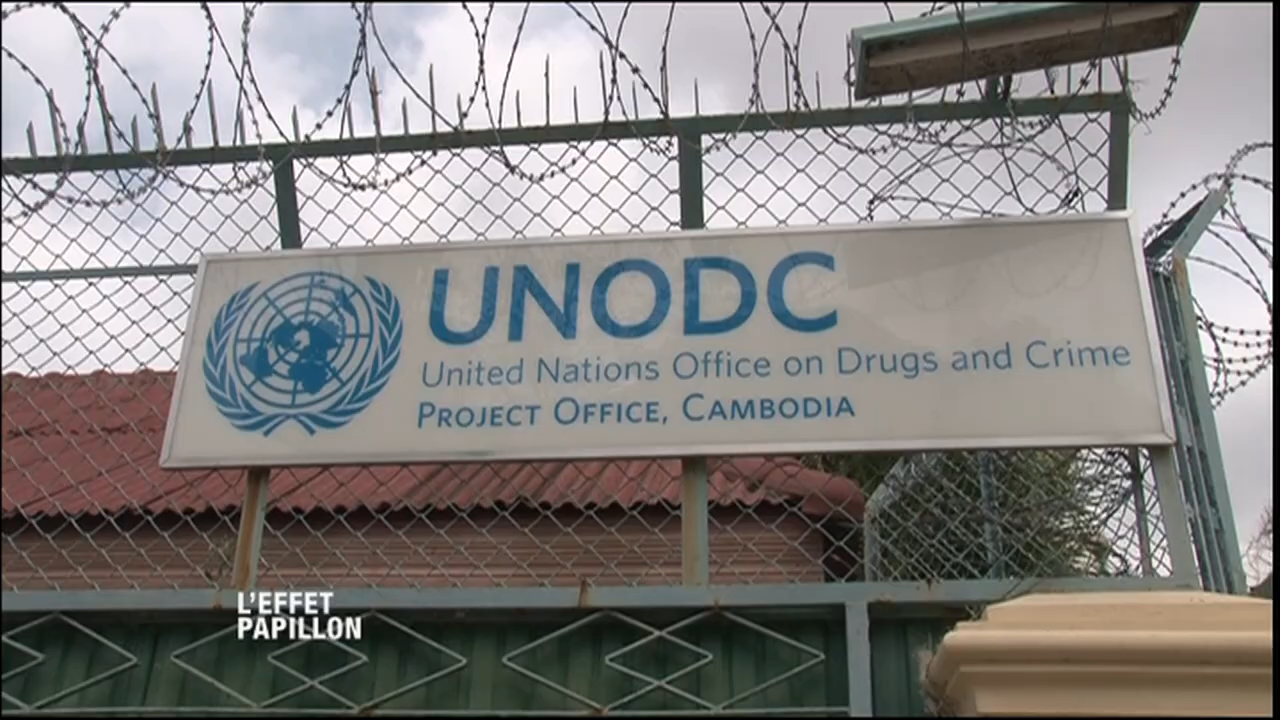 UNODC
United Nations Office on Drugs and Crime
PROJECT OFFICE, CAMBODIA
L'EFFET
PAPILLON